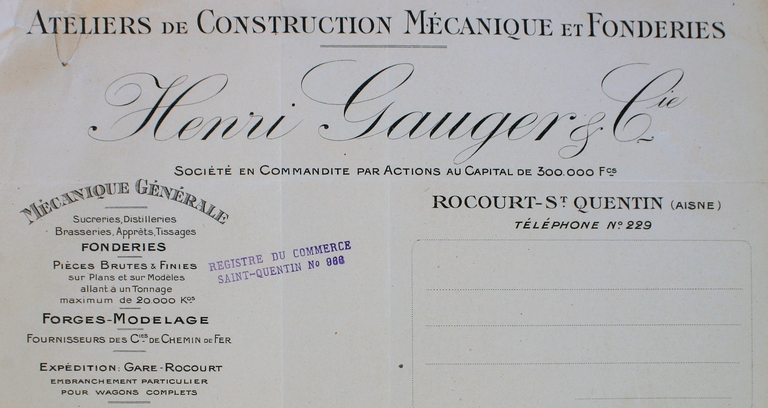 ATELIERS DE CONSTRUCTION MÉCANIQUE ET FONDERIES
Henri Gauger & Cie
SOCIÉTÉ EN COMMANDITE PAR ACTIONS AU CAPITAL DE 300.000 Fcs
MÉCANIQUE GÉNÉRALE
Sucreries, Distilleries
Brasseries, Apprêts, Tissages
FONDERIES
PIÈCES BRUTES & FINIES
sur Plans et sur Modèles
allant à un Tonnage
maximum de 20.000 Kos
FORGES-MODELAGE
FOURNISSEURS DES Cies DE CHEMIN DE FER
EXPÉDITION: GARE-ROCOURT
EMBRANCHEMENT PARTICULIER
POUR WAGONS COMPLETS
REGISTRE DU COMMERCE
SAINT-QUENTIN No 988
ROCOURT-ST QUENTIN (AISNE)
TÉLÉPHONE No 229